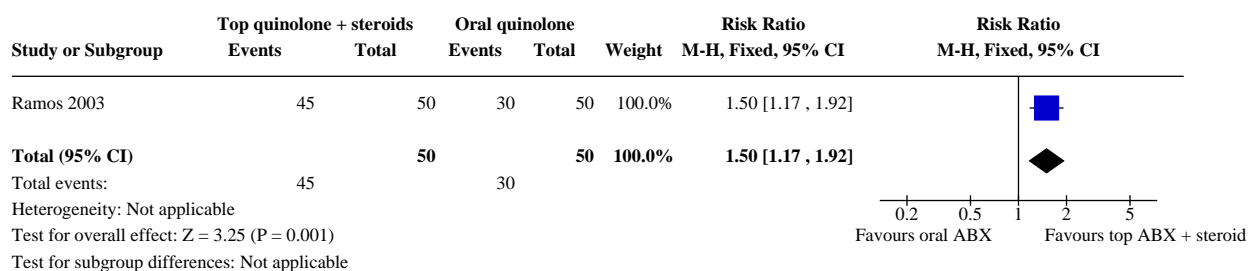 Top quinolone + steroids Oral quinolone Risk Ratio Risk Ratio
Study or Subgroup Events Total Events Total Weight M-H, Fixed, 95% CI M-H, Fixed, 95% CI
Ramos 2003 45 50 30 50 100.0% 1.50 [1.17 , 1.92]
Total (95% CI) 50 50 100.0% 1.50 [1.17 , 1.92]
Total events: 45 30
Heterogeneity: Not applicable
0.2 0.5 1 2 5
Test for overall effect: Z = 3.25 (P = 0.001) Favours oral ABX Favours top ABX + steroid
Test for subgroup differences: Not applicable